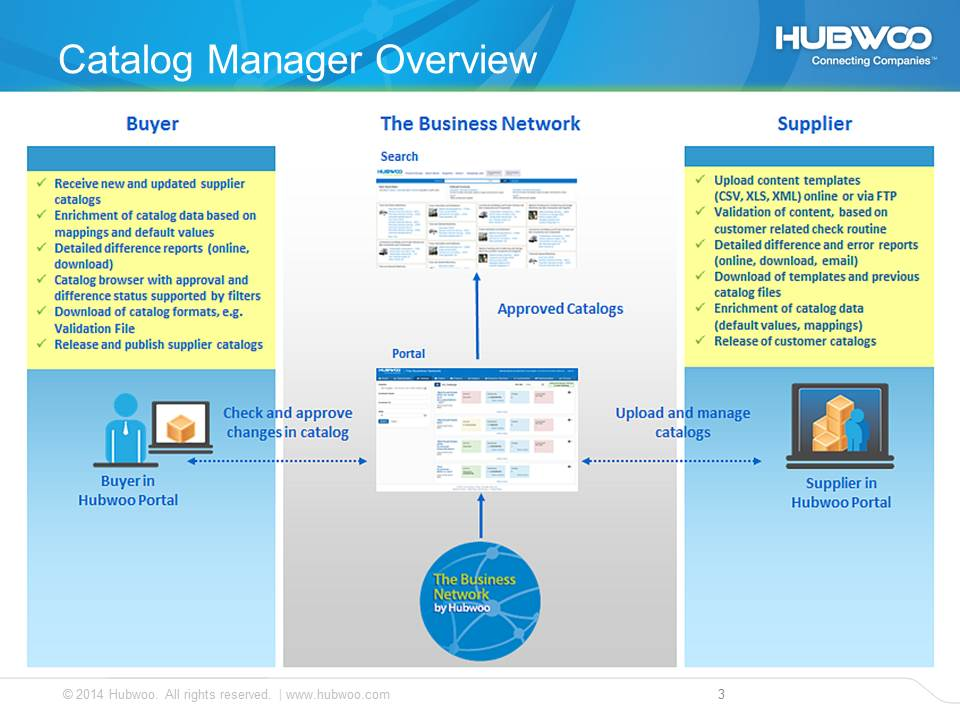 Catalog Manager Overview
HUBWOO
Connecting Companies™
Buyer
Receive new and updated supplier
catalogs
Enrichment of catalog data based on
mappings and default values
Detailed difference reports (online,
download)
Catalog browser with approval and
difference status supported by filters
Download of catalog formats, e.g.
Validation File
Release and publish supplier catalogs
Check and approve
changes in catalog
Buyer in
Hubwoo Portal
The Business Network
Search
HUBWOO
Approved Catalogs
Portal
HUBWOO The Business Network
The Business
Network
by Hubwoo
Supplier
Upload content templates
(CSV, XLS, XML) online or via FTP
Validation of content, based on
customer related check routine
Detailed difference and error reports
(online, download, email)
Download of templates and previous
catalog files
Enrichment of catalog data
(default values, mappings)
Release of customer catalogs
Upload and manage
catalogs
Supplier in
Hubwoo Portal
© 2014 Hubwoo. All rights reserved. | www.hubwoo.com
3